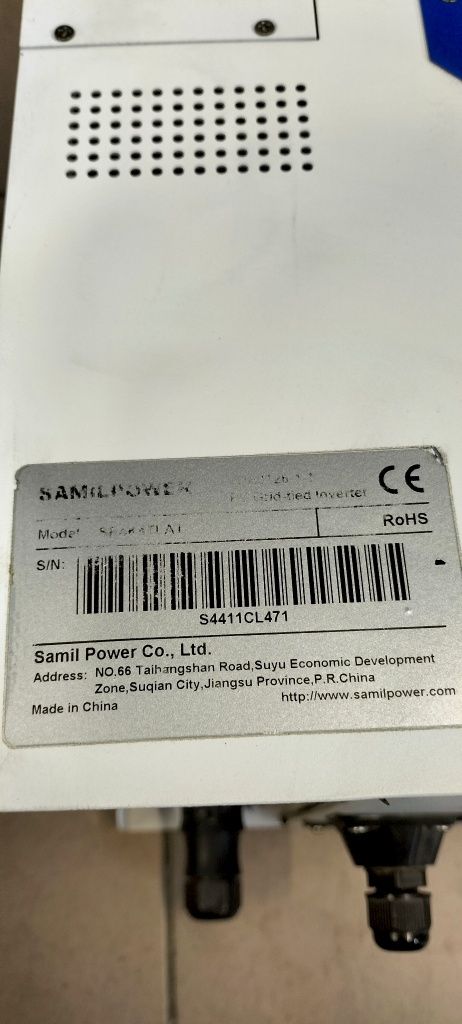 SAMILPOWER
PV Grid-tied Inverter
CE
Model
RoHS
S/N:
S4411CL471
Samil Power Co., Ltd.
Address: NO.66 Taihangshan Road,Suyu Economic Development
Zone,Suqian City,Jiangsu Province,P.R.China
Made in China
http://www.samilpower.com